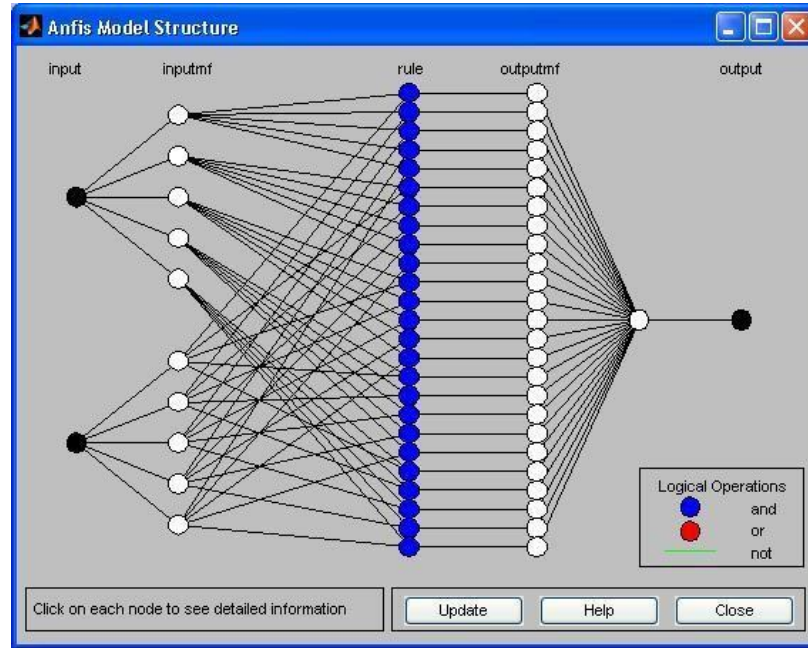 Anfis Model Structure
input inputmf rule outputmf output
Logical Operations
and
or
not
Click on each node to see detailed information
Update Help Close